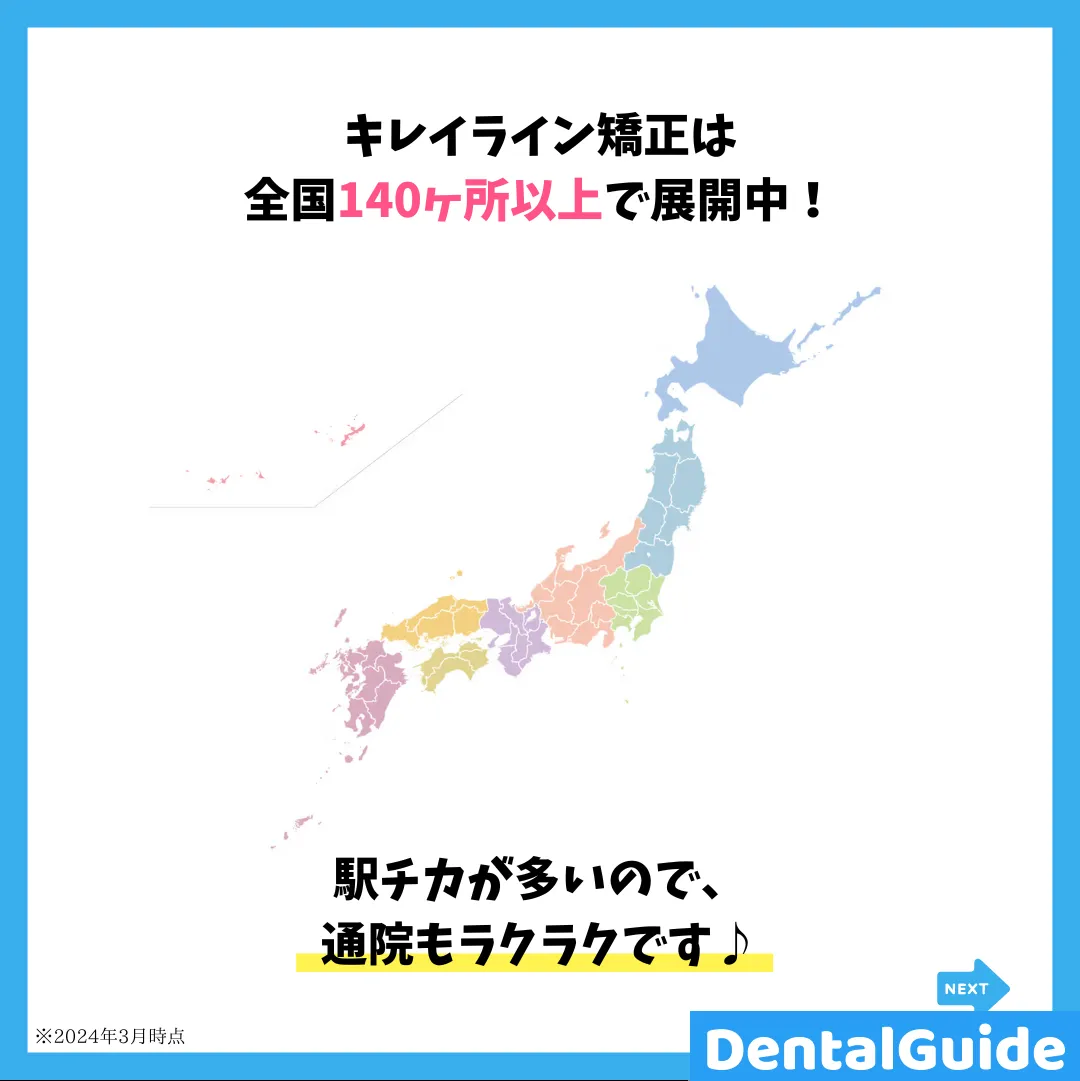 キレイライン矯正は
全国140ヶ所以上で展開中！
駅チカが多いので、
通院もラクラクです♪
NEXT
※2024年3月時点
DentalGuide